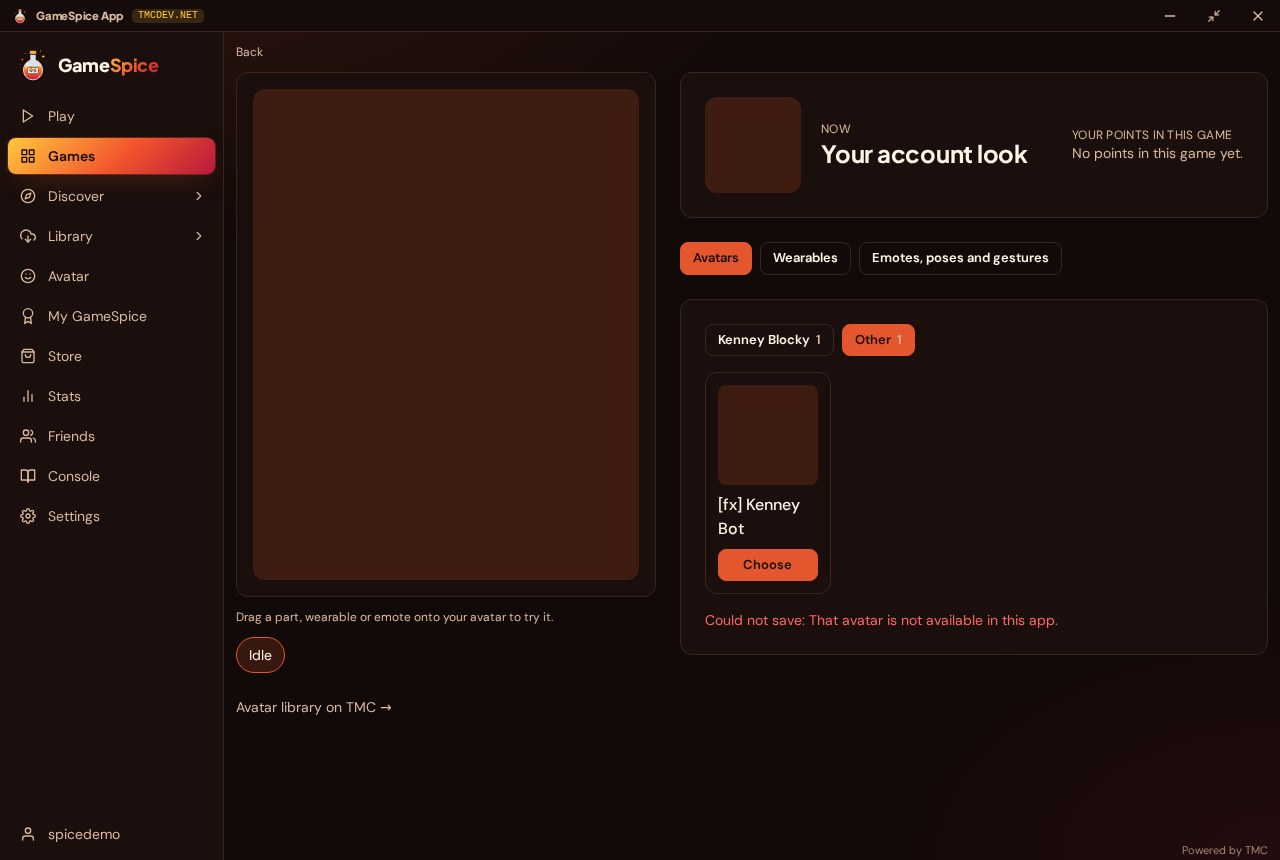 GameSpice App TMCDEV.NET
GameSpice
Play
Games
Discover
Library
Avatar
My GameSpice
Store
Stats
Friends
Console
Settings
spicedemo
Back
Drag a part, wearable or emote onto your avatar to try it.
Idle
Avatar library on TMC →
NOW
Your account look
YOUR POINTS IN THIS GAME
No points in this game yet.
Avatars Wearables Emotes, poses and gestures
Kenney Blocky 1 Other 1
[fx] Kenney
Bot
Choose
Could not save: That avatar is not available in this app.
Powered by TMC